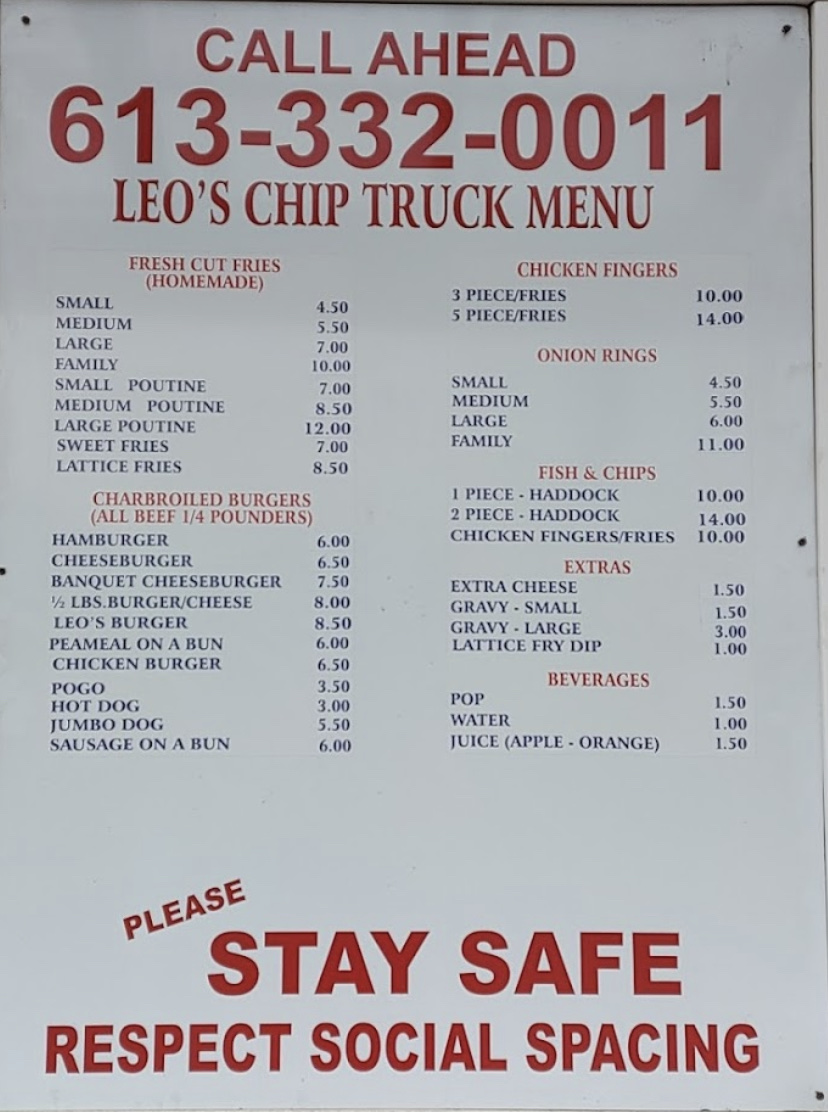 CALL AHEAD
613-332-0011
LEO'S CHIP TRUCK MENU
FRESH CUT FRIES
(HOMEMADE)
SMALL 4.50
MEDIUM 5.50
LARGE 7.00
FAMILY 10.00
SMALL POUTINE 7.00
MEDIUM POUTINE 8.50
LARGE POUTINE 12.00
SWEET FRIES 7.00
LATTICE FRIES 8.50
CHARBROILED BURGERS
(ALL BEEF 1/4 POUNDERS)
HAMBURGER 6.00
CHEESEBURGER 6.50
BANQUET CHEESEBURGER 7.50
½ LBS.BURGER/CHEESE 8.00
LEO'S BURGER 8.50
PEAMEAL ON A BUN 6.00
CHICKEN BURGER 6.50
POGO 3.50
HOT DOG 3.00
JUMBO DOG 5.50
SAUSAGE ON A BUN 6.00
CHICKEN FINGERS
3 PIECE/FRIES 10.00
5 PIECE/FRIES 14.00
ONION RINGS
SMALL 4.50
MEDIUM 5.50
LARGE 6.00
FAMILY 11.00
FISH & CHIPS
1 PIECE - HADDOCK 10.00
2 PIECE - HADDOCK 14.00
CHICKEN FINGERS/FRIES 10.00
EXTRAS
EXTRA CHEESE 1.50
GRAVY - SMALL 1.50
GRAVY - LARGE 3.00
LATTICE FRY DIP 1.00
BEVERAGES
POP 1.50
WATER 1.00
JUICE (APPLE - ORANGE) 1.50
PLEASE
STAY SAFE
RESPECT SOCIAL SPACING